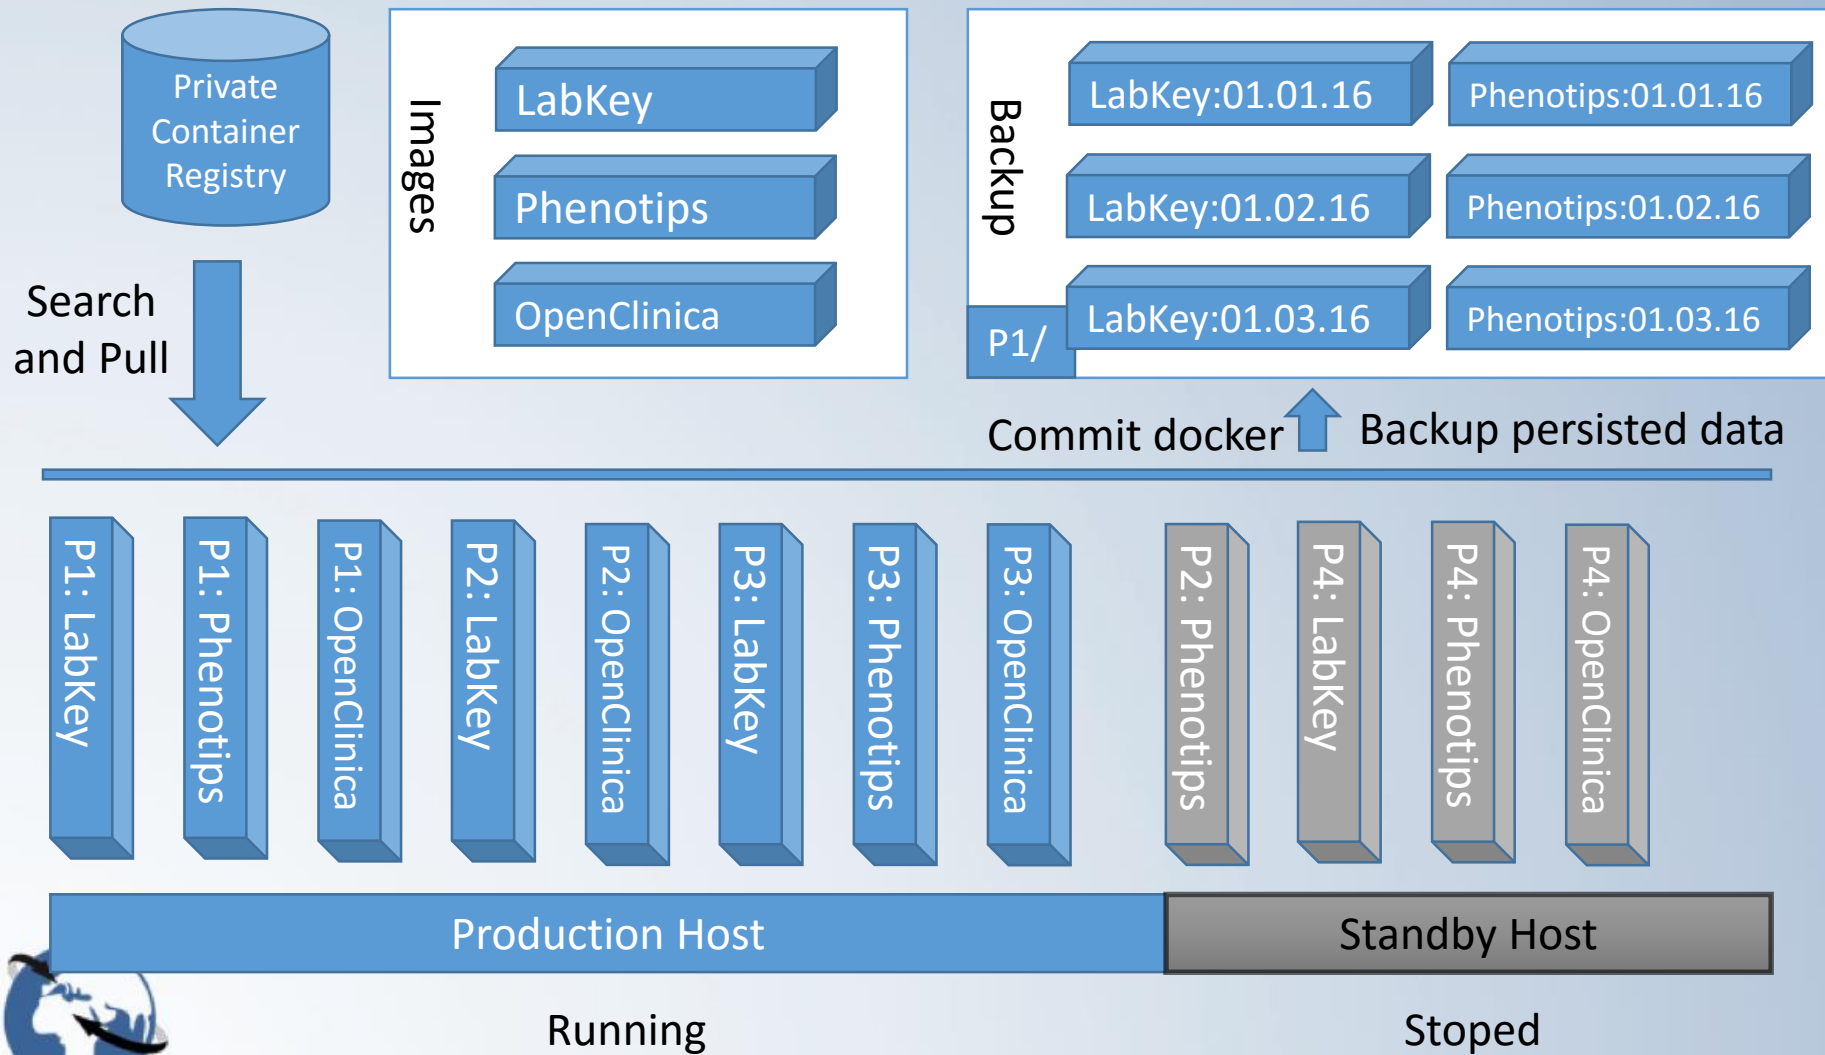 Private
Container
Registry
Search
and Pull
Images
LabKey
Phenotips
OpenClinica
Backup
LabKey:01.01.16
Phenotips:01.01.16
LabKey:01.02.16
Phenotips:01.02.16
LabKey:01.03.16
Phenotips:01.03.16
P1/
Commit docker
Backup persisted data
P1: LabKey
P1: Phenotips
P1: OpenClinica
P2: LabKey
P2: OpenClinica
P3: LabKey
P3: Phenotips
P3: OpenClinica
P2: Phenotips
P4: LabKey
P4: Phenotips
P4: OpenClinica
Production Host
Standby Host
Running
Stoped